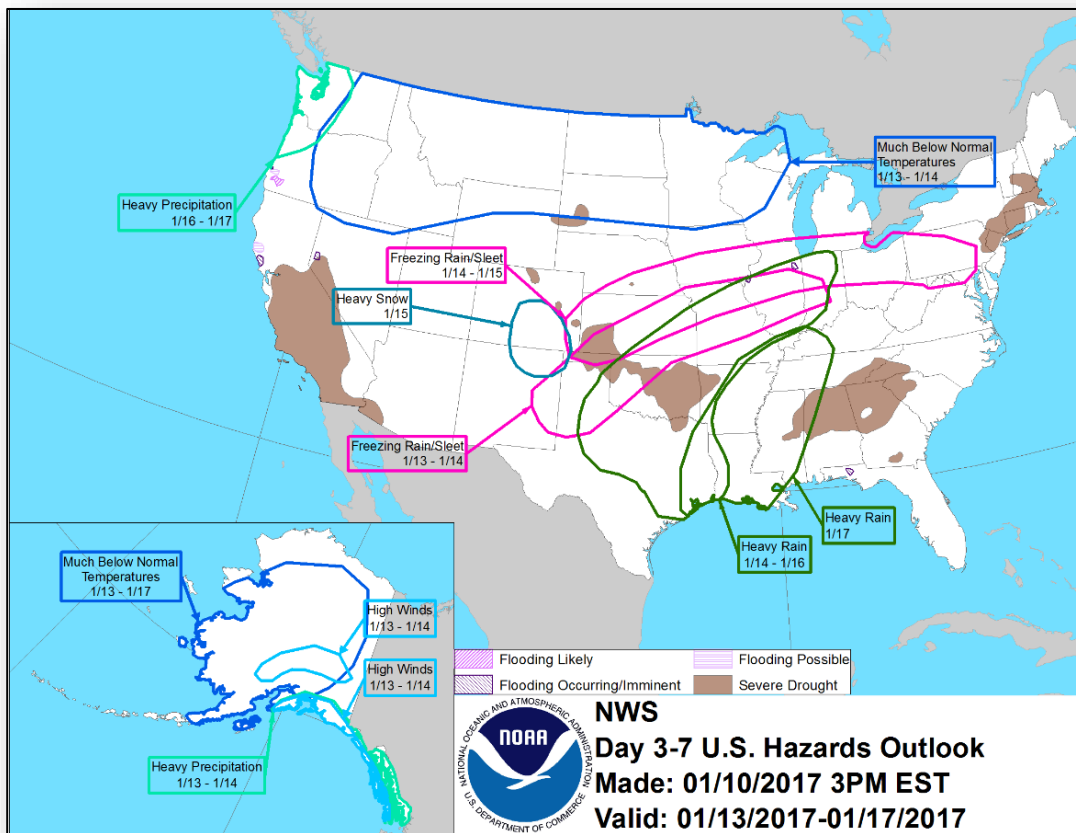 Much Below Normal
Temperatures
1/13 - 1/14
Heavy Precipitation
1/16 - 1/17
Freezing Rain/Sleet
1/14 - 1/15
Heavy Snow
1/15
Freezing Rain/Sleet
1/13 - 1/14
Heavy Rain
1/17
Heavy Rain
1/14 - 1/16
Much Below Normal
Temperatures
1/13 - 1/17
High Winds
1/13 - 1/14
High Winds
1/13 - 1/14
Heavy Precipitation
1/13 - 1/14
Flooding Likely
Flooding Possible
Flooding Occurring/Imminent
Severe Drought
NATIONAL OCEANIC AND ATMOSPHERIC ADMINISTRATION
NOAA
U.S. DEPARTMENT OF COMMERCE
NWS
Day 3-7 U.S. Hazards Outlook
Made: 01/10/2017 3PM EST
Valid: 01/13/2017-01/17/2017